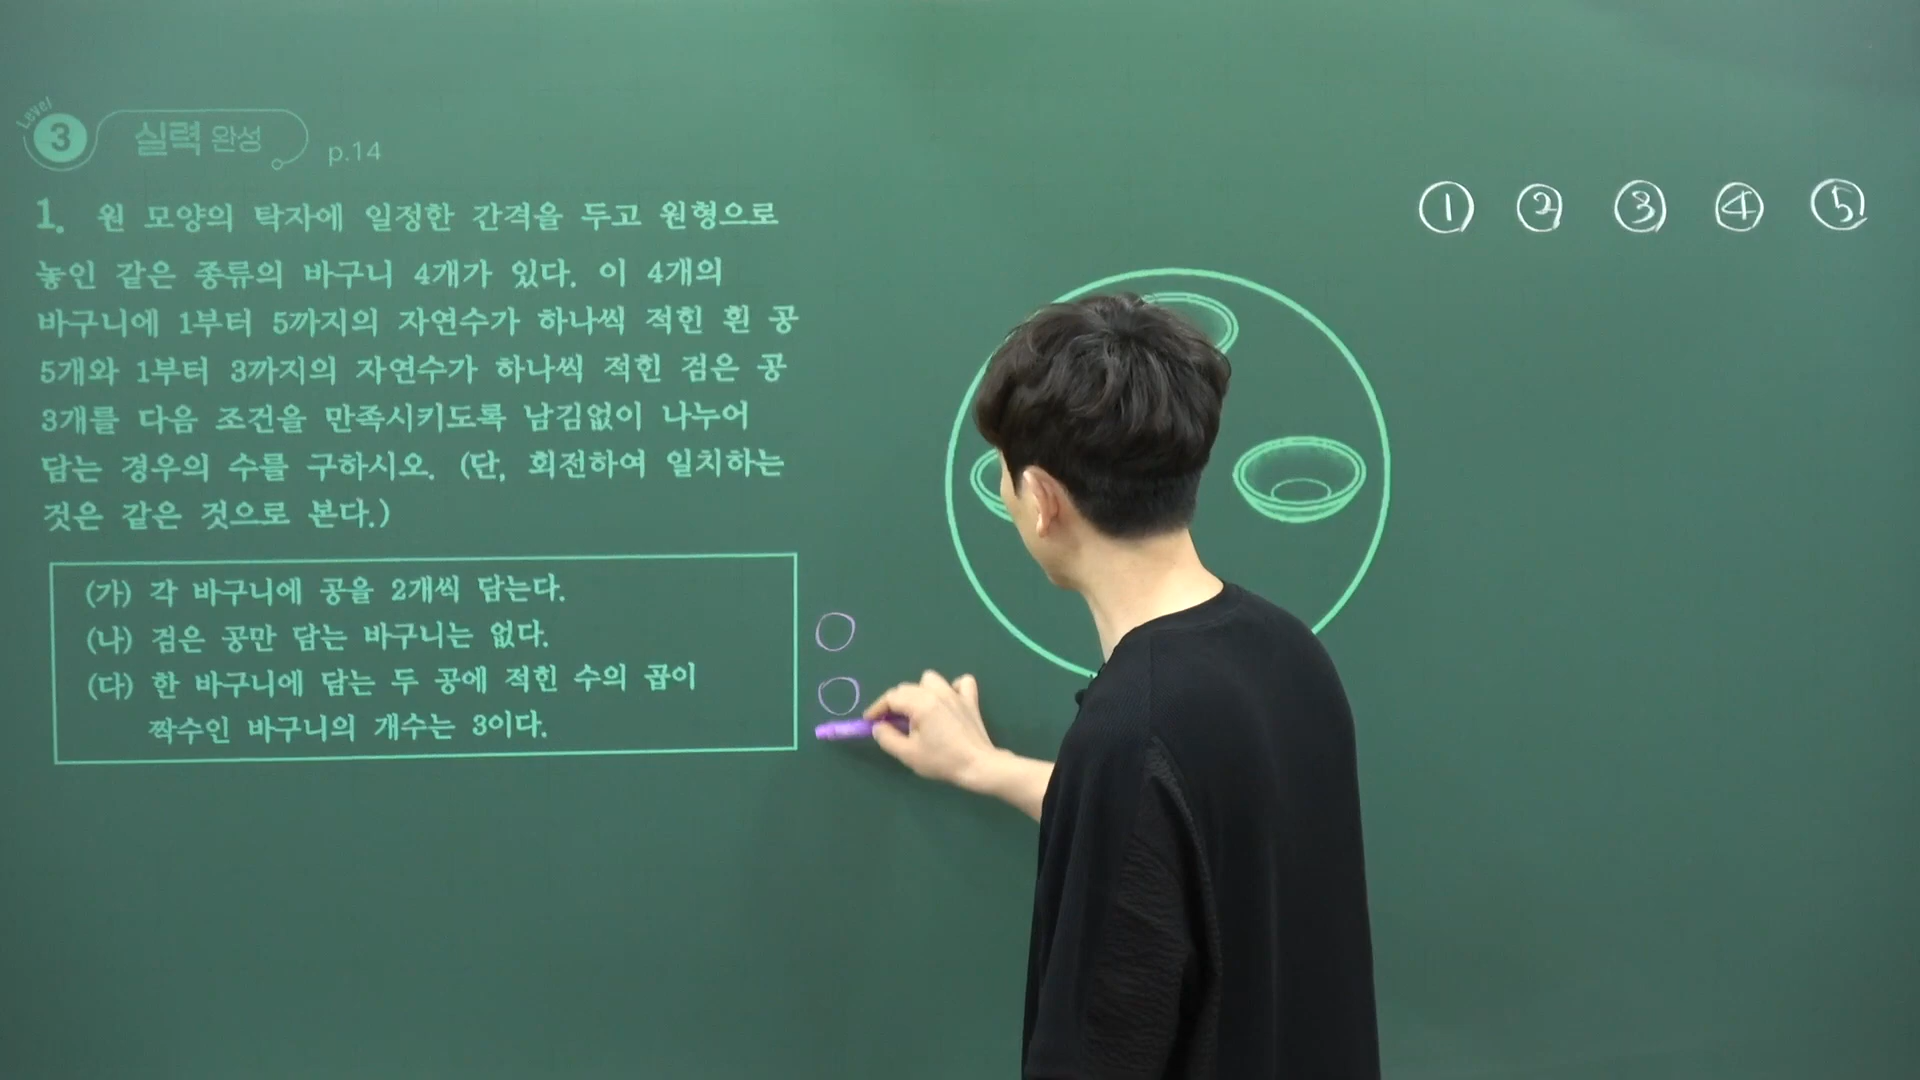 Level
3 실력 완성 p.14
1. 원 모양의 탁자에 일정한 간격을 두고 원형으로
놓인 같은 종류의 바구니 4개가 있다. 이 4개의
바구니에 1부터 5까지의 자연수가 하나씩 적힌 흰 공
5개와 1부터 3까지의 자연수가 하나씩 적힌 검은 공
3개를 다음 조건을 만족시키도록 남김없이 나누어
담는 경우의 수를 구하시오. (단, 회전하여 일치하는
것은 같은 것으로 본다.)
(가) 각 바구니에 공을 2개씩 담는다.
(나) 검은 공만 담는 바구니는 없다.
(다) 한 바구니에 담는 두 공에 적힌 수의 곱이
짝수인 바구니의 개수는 3이다.
① ② ③ ④ ⑤